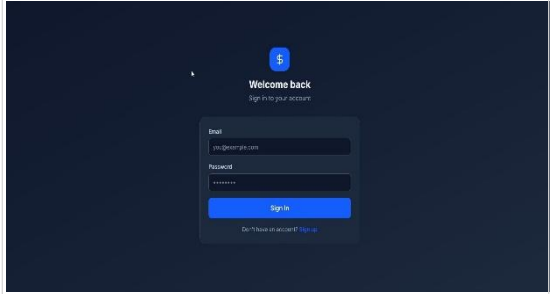 $
Welcome back
Sign in to your account
Email
you@example.com
Password
••••••••
Sign In
Don't have an account? Sign up